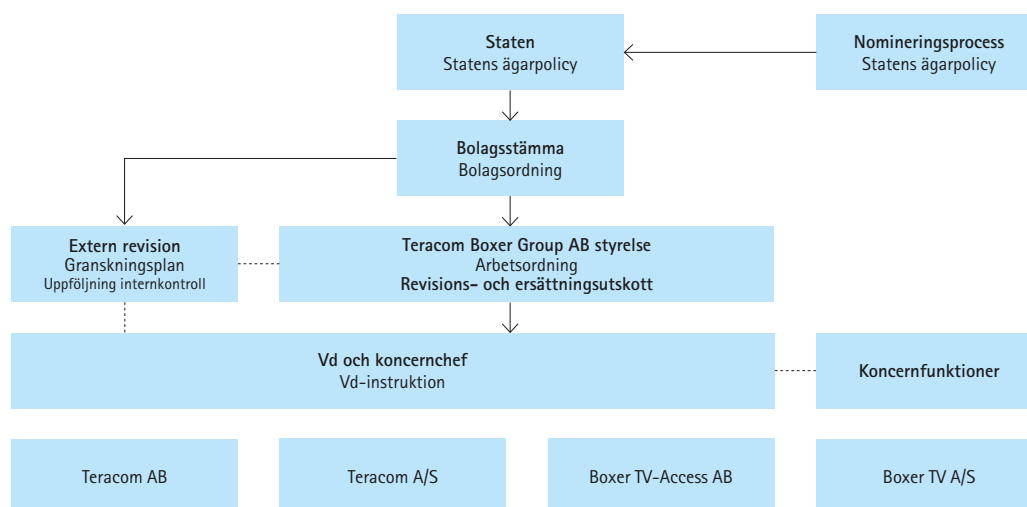 Staten
Statens ägarpolicy
Nomineringsprocess
Statens ägarpolicy
Bolagsstämma
Bolagsordning
Extern revision
Granskningsplan
Uppföljning internkontroll
Teracom Boxer Group AB styrelse
Arbetsordning
Revisions- och ersättningsutskott
Vd och koncernchef
Vd-instruktion
Koncernfunktioner
Teracom AB
Teracom A/S
Boxer TV-Access AB
Boxer TV A/S